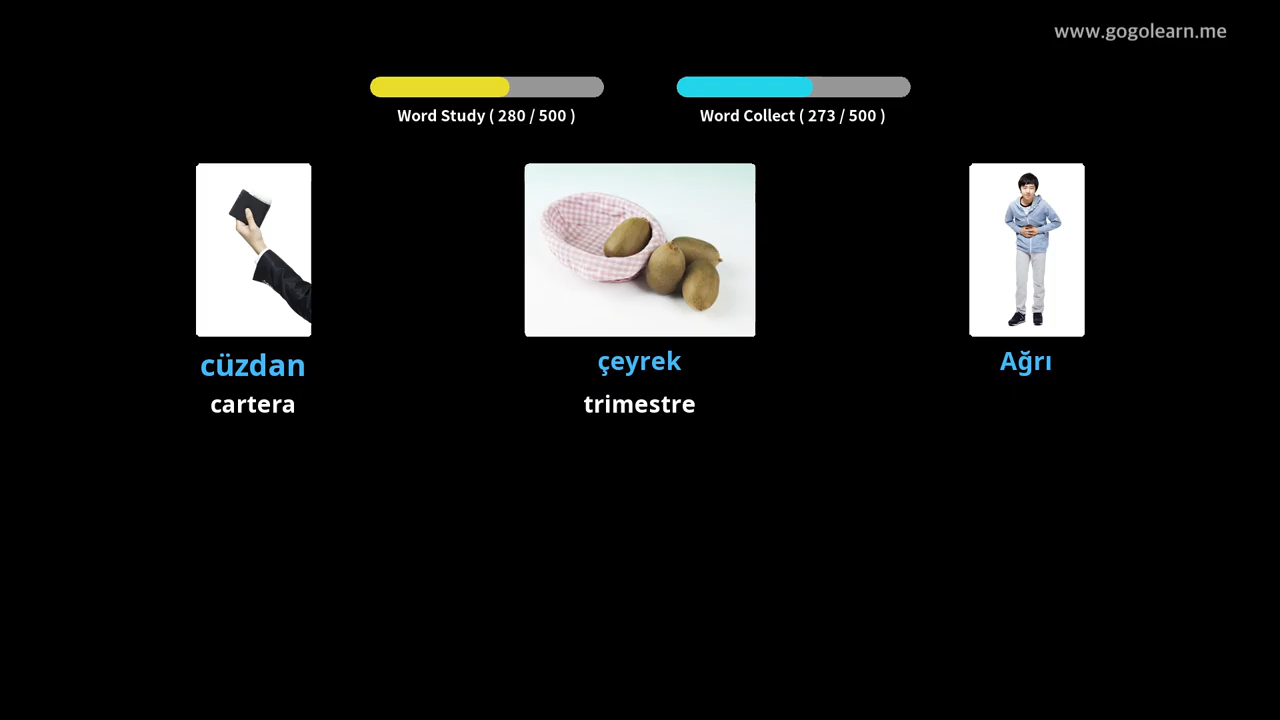 www.gogolearn.me
Word Study ( 280 / 500 )
Word Collect ( 273 / 500 )
cüzdan
cartera
çeyrek
trimestre
Ağrı